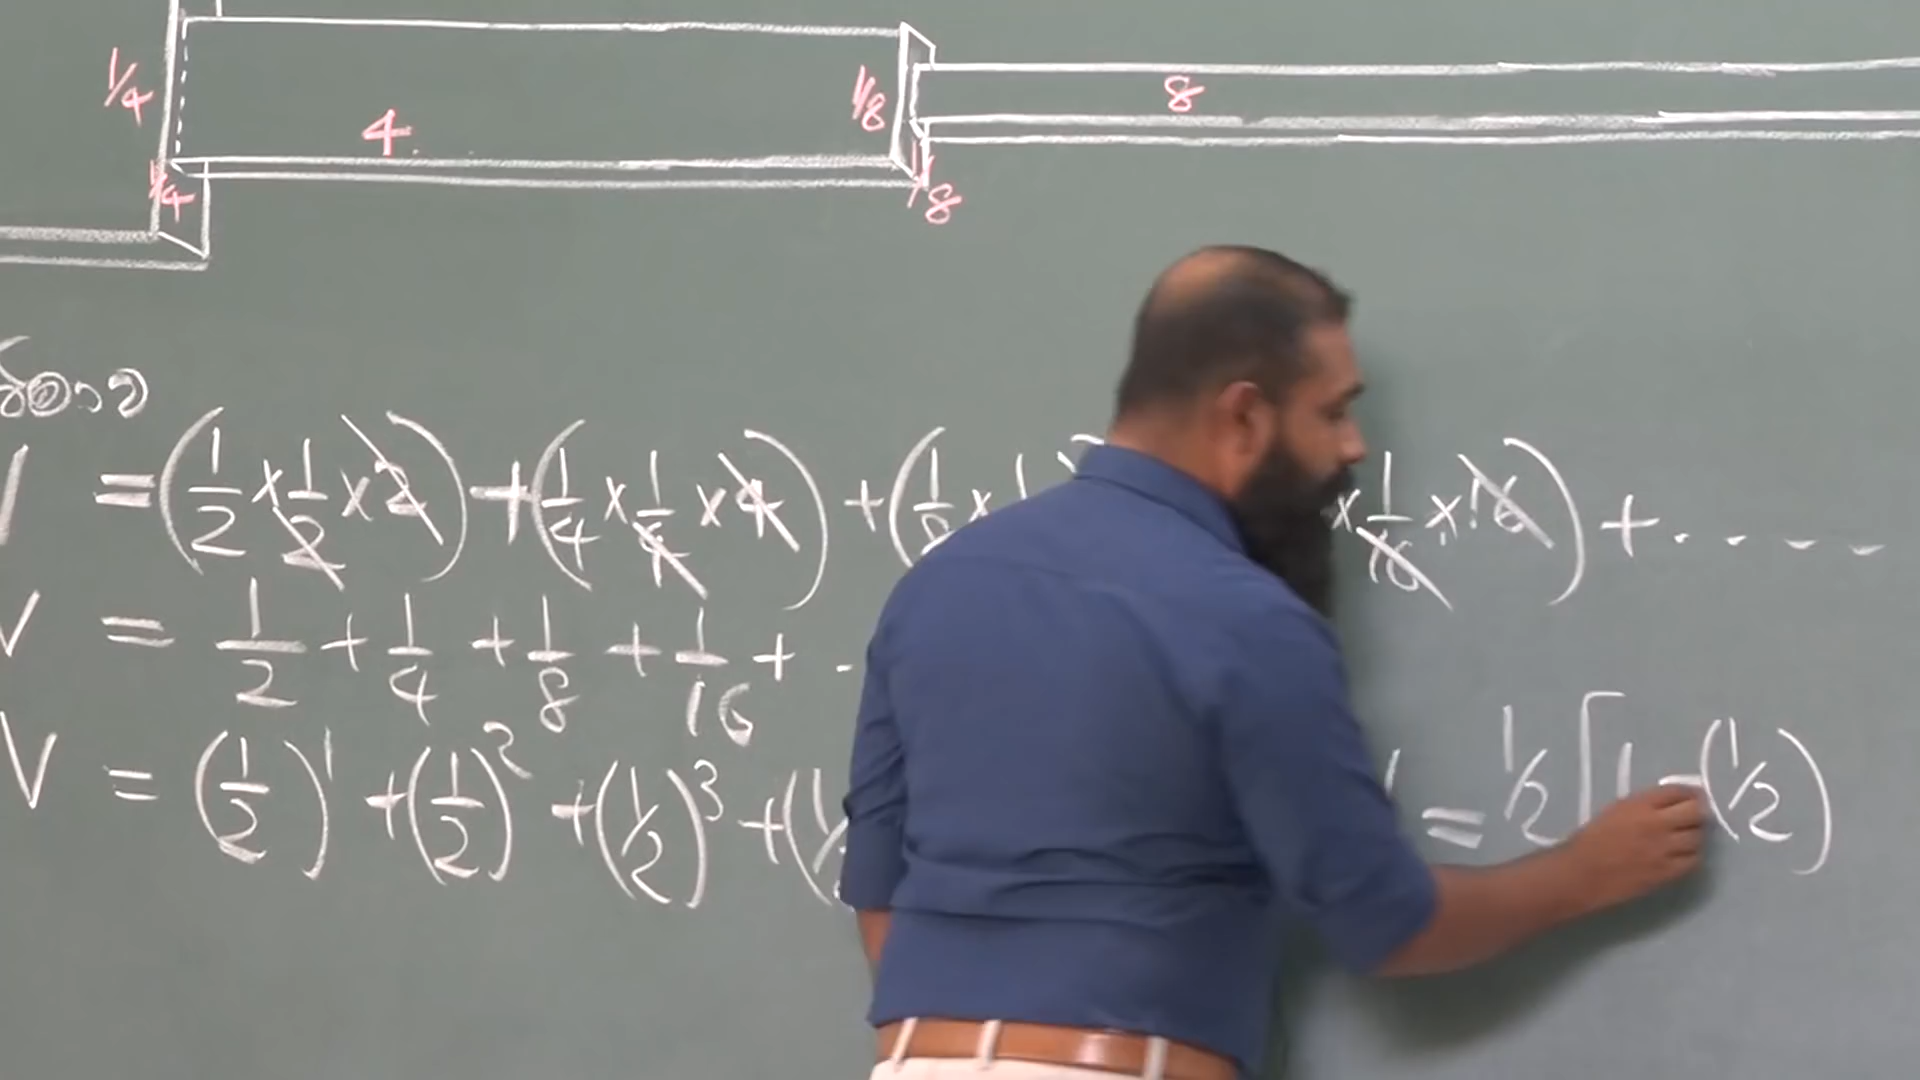 1/4 4 1/8 8
1/4 1/8
= (1/2 × 1/2 × 2) + (1/4 × 1/4 × 4) + (1/8 × 1 × 1/16 × 16) + . . . .
V = 1/2 + 1/4 + 1/8 + 1/16 + .
V = (1/2)^1 + (1/2)^2 + (1/2)^3 + ( = 1/2 [ 1 - (1/2)